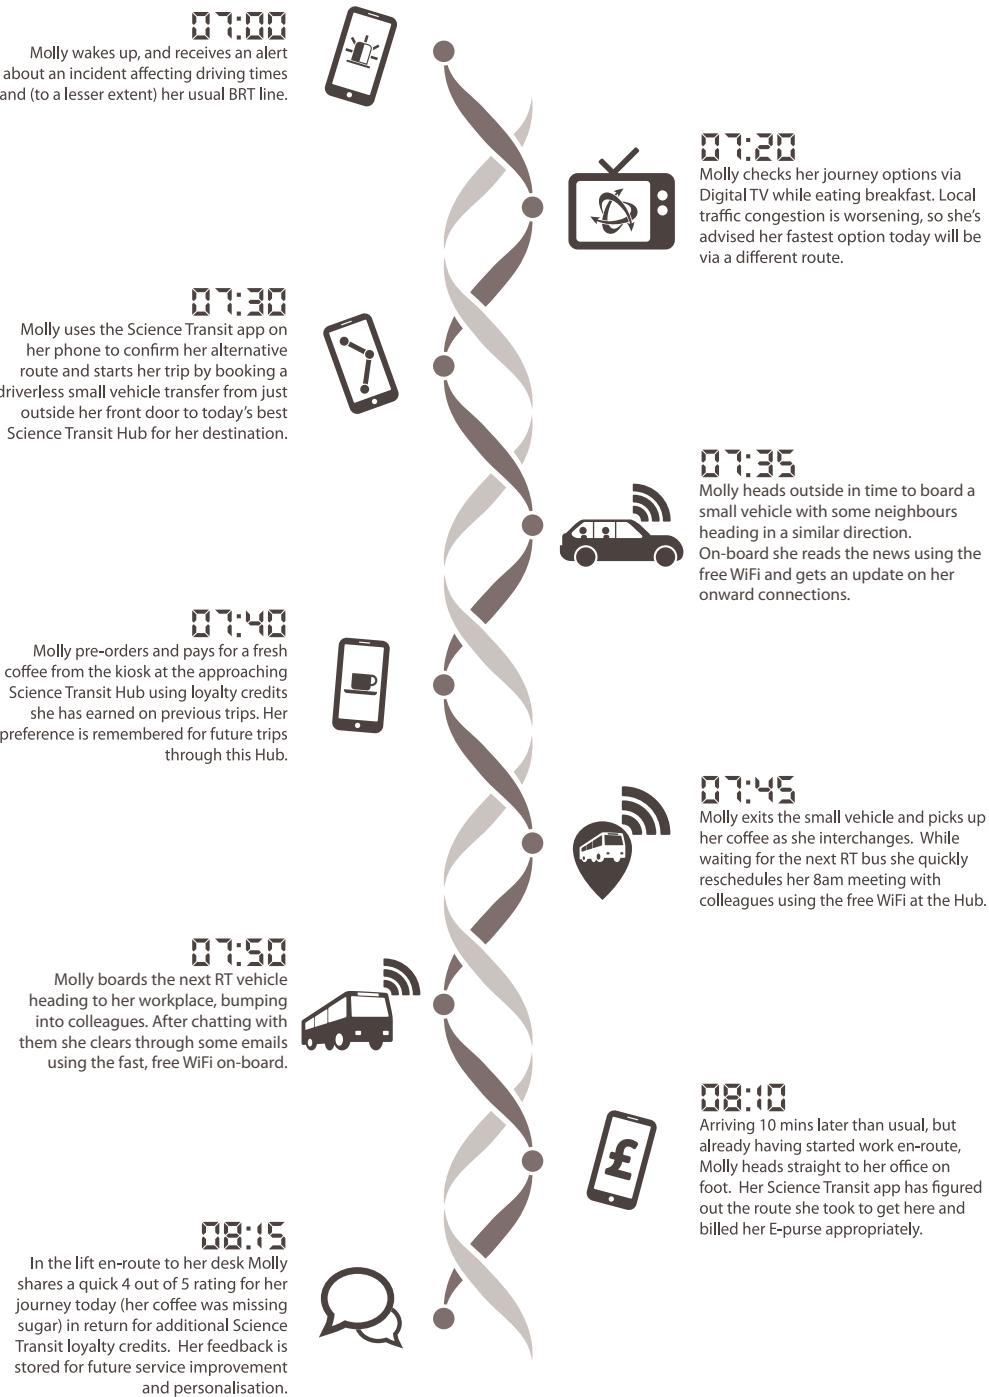 07:00
Molly wakes up, and receives an alert
about an incident affecting driving times
and (to a lesser extent) her usual BRT line.
07:20
Molly checks her journey options via
Digital TV while eating breakfast. Local
traffic congestion is worsening, so she's
advised her fastest option today will be
via a different route.
07:30
Molly uses the Science Transit app on
her phone to confirm her alternative
route and starts her trip by booking a
driverless small vehicle transfer from just
outside her front door to today's best
Science Transit Hub for her destination.
07:35
Molly heads outside in time to board a
small vehicle with some neighbours
heading in a similar direction.
On-board she reads the news using the
free WiFi and gets an update on her
onward connections.
07:40
Molly pre-orders and pays for a fresh
coffee from the kiosk at the approaching
Science Transit Hub using loyalty credits
she has earned on previous trips. Her
preference is remembered for future trips
through this Hub.
07:45
Molly exits the small vehicle and picks up
her coffee as she interchanges. While
waiting for the next RT bus she quickly
reschedules her 8am meeting with
colleagues using the free WiFi at the Hub.
07:50
Molly boards the next RT vehicle
heading to her workplace, bumping
into colleagues. After chatting with
them she clears through some emails
using the fast, free WiFi on-board.
08:10
Arriving 10 mins later than usual, but
already having started work en-route,
Molly heads straight to her office on
foot. Her Science Transit app has figured
out the route she took to get here and
billed her E-purse appropriately.
£
08:15
In the lift en-route to her desk Molly
shares a quick 4 out of 5 rating for her
journey today (her coffee was missing
sugar) in return for additional Science
Transit loyalty credits. Her feedback is
stored for future service improvement
and personalisation.